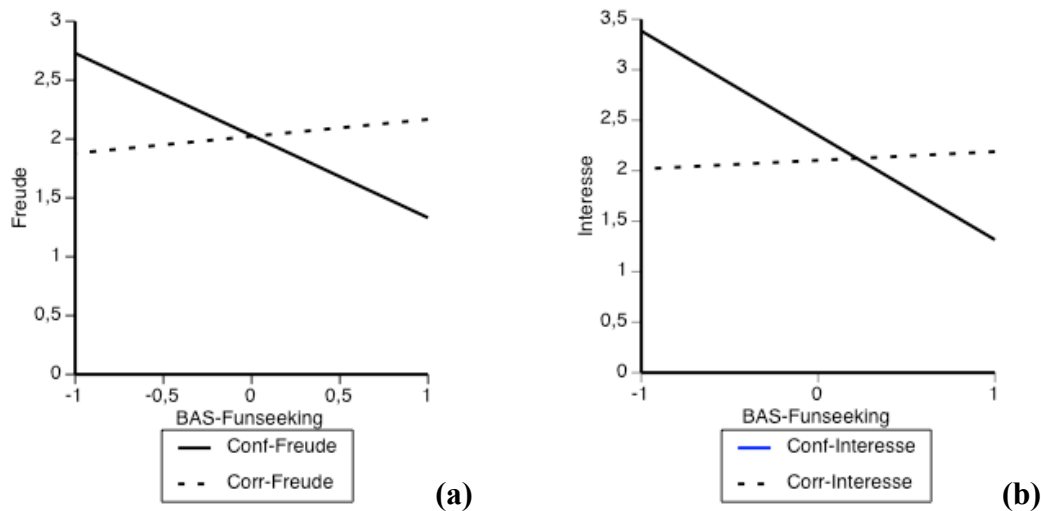 3
2,5
2
1,5
1
0,5
0
Freude
-1 -0,5 0 0,5 1
BAS-Funseeking
Conf-Freude
Corr-Freude
(a)
3,5
3
2,5
2
1,5
1
0,5
0
Interesse
-1 0 1
BAS-Funseeking
Conf-Interesse
Corr-Interesse
(b)